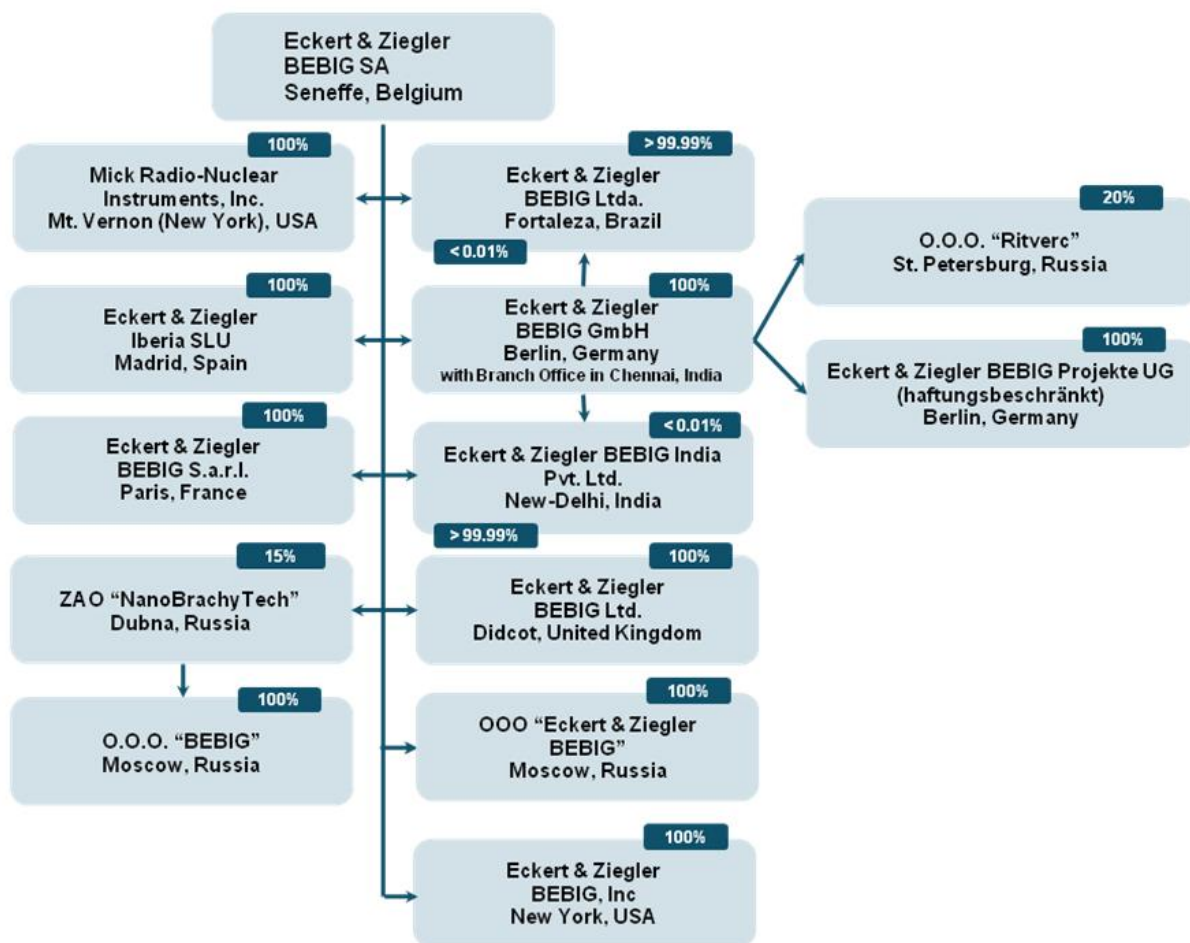 Eckert & Ziegler
BEBIG SA
Seneffe, Belgium
100%
Mick Radio-Nuclear
Instruments, Inc.
Mt. Vernon (New York), USA
>99.99%
Eckert & Ziegler
BEBIG Ltda.
Fortaleza, Brazil
<0.01%
20%
O.O.O. “Ritverc”
St. Petersburg, Russia
100%
Eckert & Ziegler
Iberia SLU
Madrid, Spain
100%
Eckert & Ziegler
BEBIG GmbH
Berlin, Germany
with Branch Office in Chennai, India
100%
Eckert & Ziegler BEBIG Projekte UG
(haftungsbeschränkt)
Berlin, Germany
100%
Eckert & Ziegler
BEBIG S.a.r.l.
Paris, France
<0.01%
Eckert & Ziegler BEBIG India
Pvt. Ltd.
New-Delhi, India
>99.99%
15%
ZAO “NanoBrachyTech”
Dubna, Russia
100%
Eckert & Ziegler
BEBIG Ltd.
Didcot, United Kingdom
100%
O.O.O. “BEBIG”
Moscow, Russia
100%
OOO “Eckert & Ziegler
BEBIG”
Moscow, Russia
100%
Eckert & Ziegler
BEBIG, Inc
New York, USA